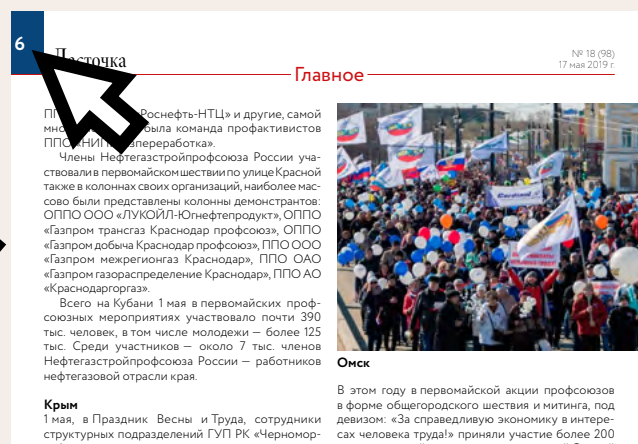 6
Ласточка
№ 18 (98)
17 мая 2019 г.
Главное
Роснефть-НТЦ» и другие, самой
была команда профактивистов
Члены Нефтегазстройпрофсоюза России уча-
ствовали в первомайском шествии по улице Красной
также в колоннах своих организаций, наиболее мас-
сово были представлены колонны демонстрантов:
ОППО ООО «ЛУКОЙЛ-Югнефтепродукт», ОППО
«Газпром трансгаз Краснодар профсоюз», ОППО
«Газпром добыча Краснодар профсоюз», ППО ООО
«Газпром межрегионгаз Краснодар», ППО ОАО
«Газпром газораспределение Краснодар», ППО АО
«Краснодаргоргаз».
Всего на Кубани 1 мая в первомайских проф-
союзных мероприятиях участвовало почти 390
тыс. человек, в том числе молодежи — более 125
тыс. Среди участников — около 7 тыс. членов
Нефтегазстройпрофсоюза России — работников
нефтегазовой отрасли края.
Крым
1 мая, в Праздник Весны и Труда, сотрудники
структурных подразделений ГУП РК «Черномор-
Омск
В этом году в первомайской акции профсоюзов
в форме общегородского шествия и митинга, под
девизом: «За справедливую экономику в интере-
сах человека труда!» приняли участие более 200